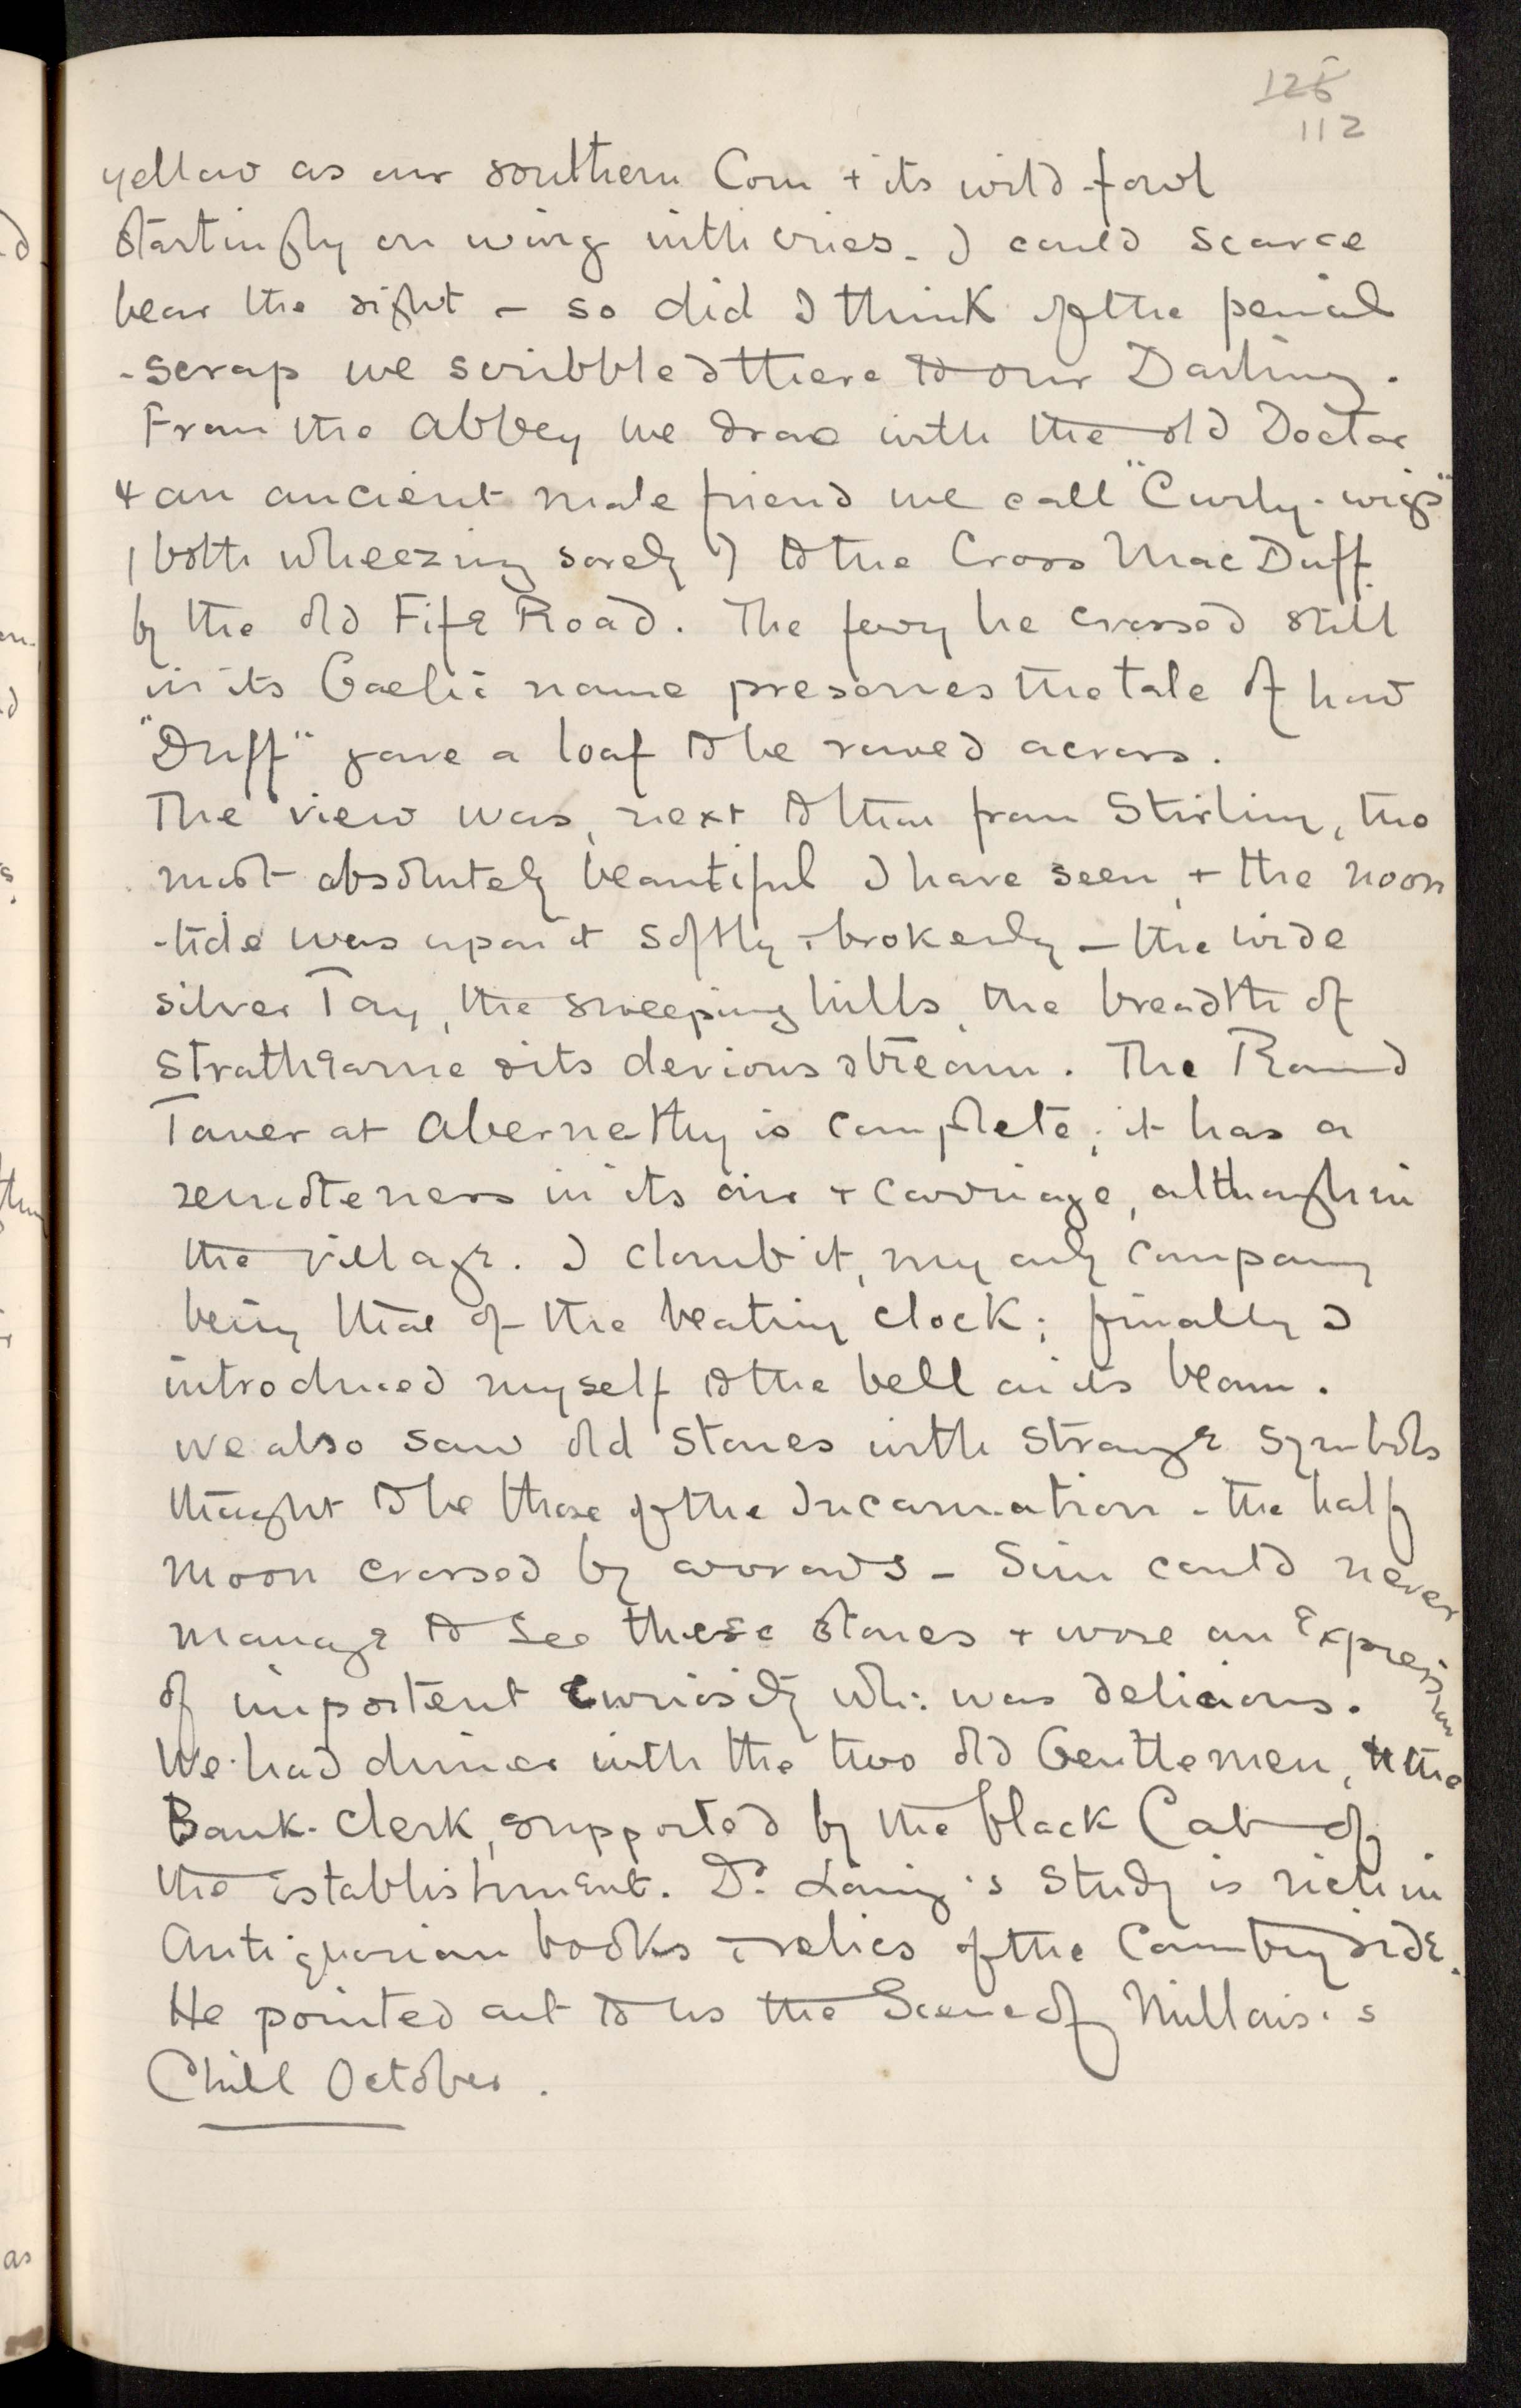 125
112
yellow as our southern Corn + its wild-fowl
startingly on wing with cries. I could scarce
bear the sight – so did I think of the pencil
-scrap we scribbled there to our Darling.
From the Abbey we drove with the old Doctor
& an ancient male friend we call "Curly-wigs"
(both wheezing sorely) to the Cross MacDuff
by the old Fife Road. The ferry he crossed still
in its Gaelic name preserves the tale of how
"Duff" gave a loaf to be rowed across.
The view was, next to that from Stirling, the
most absolutely beautiful I have seen, + the noon
-tide was upon it softly + brokenly – the wide
silver Tay, the sweeping hills, the breadth of
Strathearne & its devious stream. The Round
Tower at Abernethy is complete; it has a
remoteness in its air + carriage, although in
the village. I clomb it, my only company
being that of the beating clock; finally I
introduced myself to the bell on its beam.
We also saw old stones with strange symbols
thought to be those of the Incarnation - the half
moon crossed by arrows – Sim could never
manage to see these stones + wore an Expression
of impotent curiosity wh: was delicious.
We had dinner with the two old Gentlemen, & the
Bank-Clerk, supported by the black Cat of
the Establishment. Dr. Laing's Study is rich in
Antiquarian books + relics of the Countryside.
He pointed out to us the Scene of Millais's
Chill October.